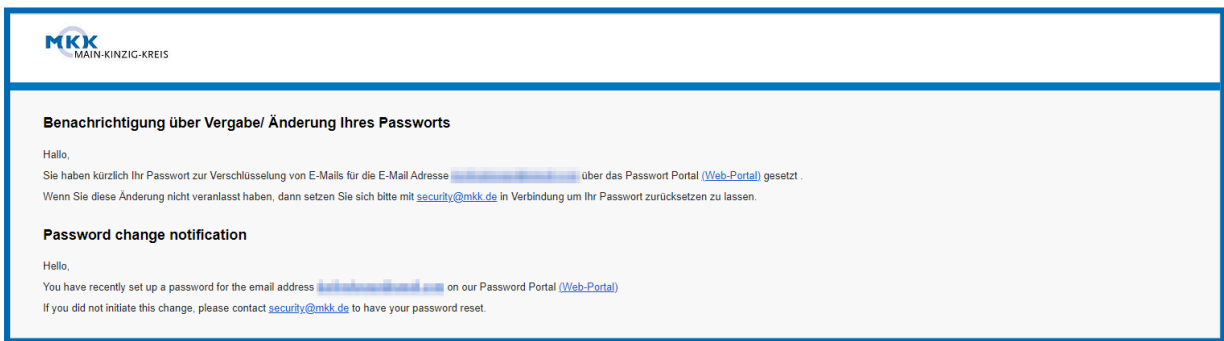 MKK
MAIN-KINZIG-KREIS
Benachrichtigung über Vergabe/ Änderung Ihres Passworts
Hallo,
Sie haben kürzlich Ihr Passwort zur Verschlüsselung von E-Mails für die E-Mail Adresse über das Passwort Portal (Web-Portal) gesetzt .
Wenn Sie diese Änderung nicht veranlasst haben, dann setzen Sie sich bitte mit security@mkk.de in Verbindung um Ihr Passwort zurücksetzen zu lassen.
Password change notification
Hello,
You have recently set up a password for the email address on our Password Portal (Web-Portal)
If you did not initiate this change, please contact security@mkk.de to have your password reset.